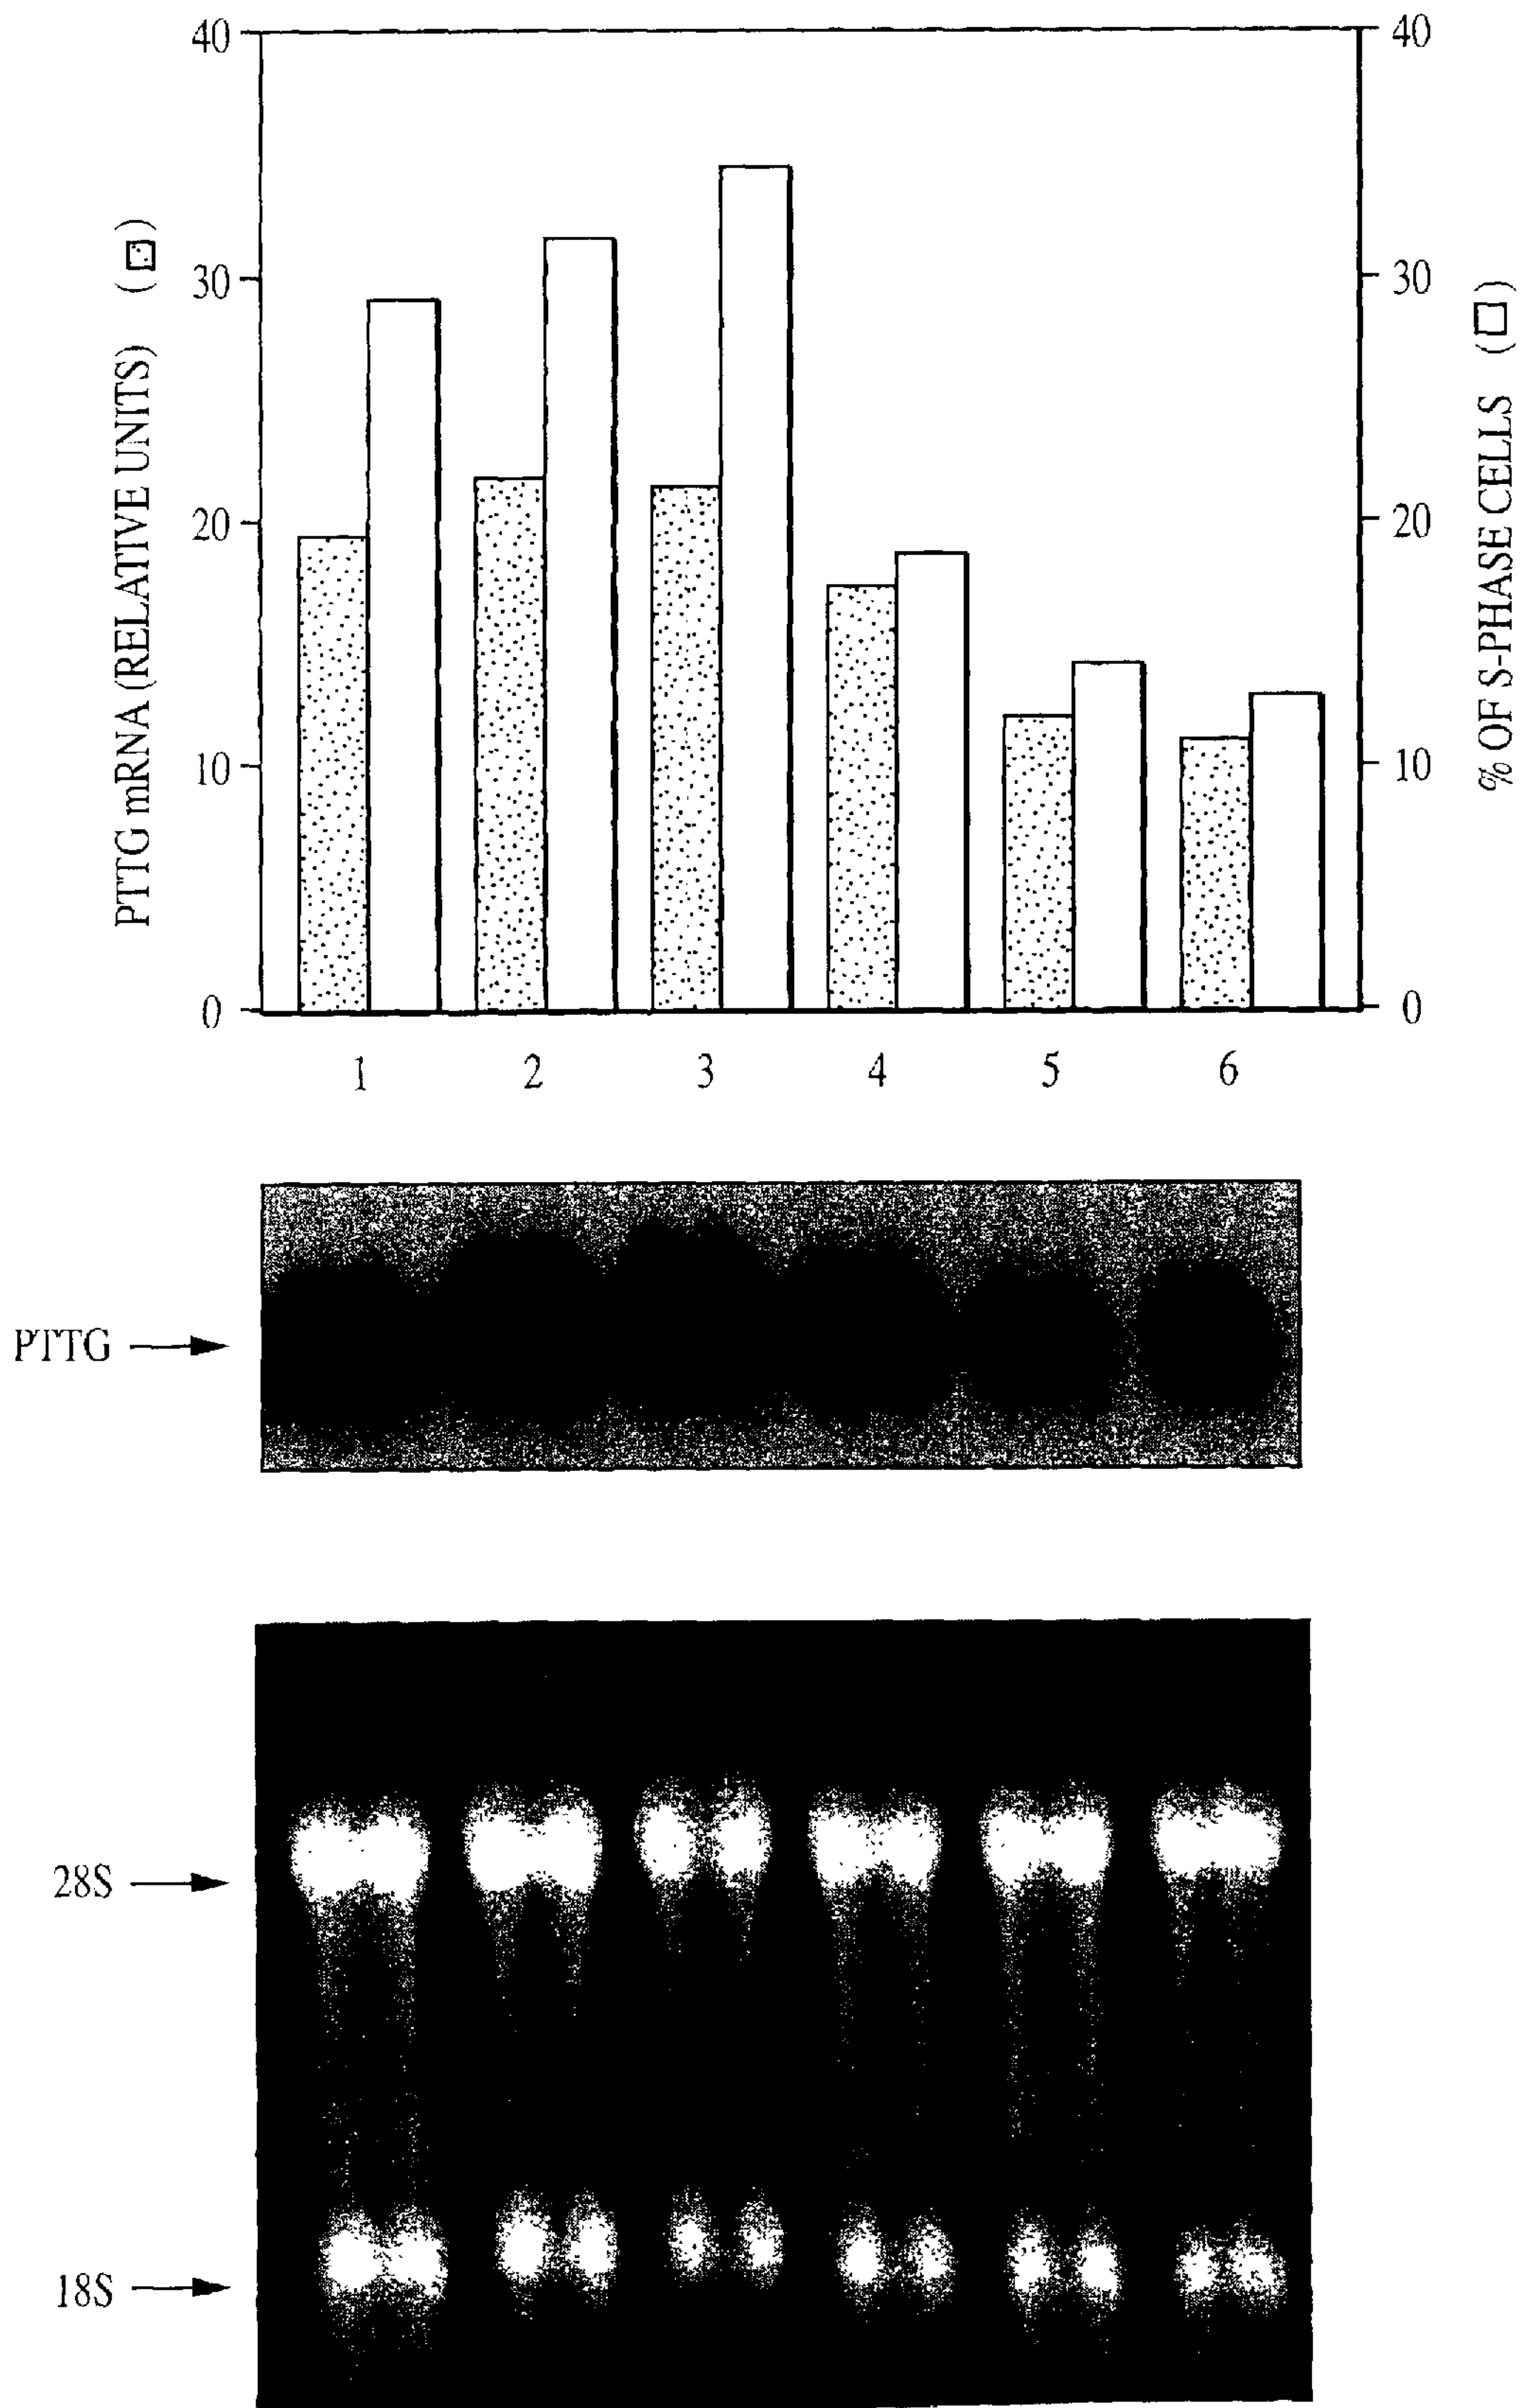 40
30
20
10
0
PTTG mRNA (RELATIVE UNITS) ( )
40
30
20
10
0
% OF S-PHASE CELLS ( )
1 2 3 4 5 6
PTTG
28S
18S